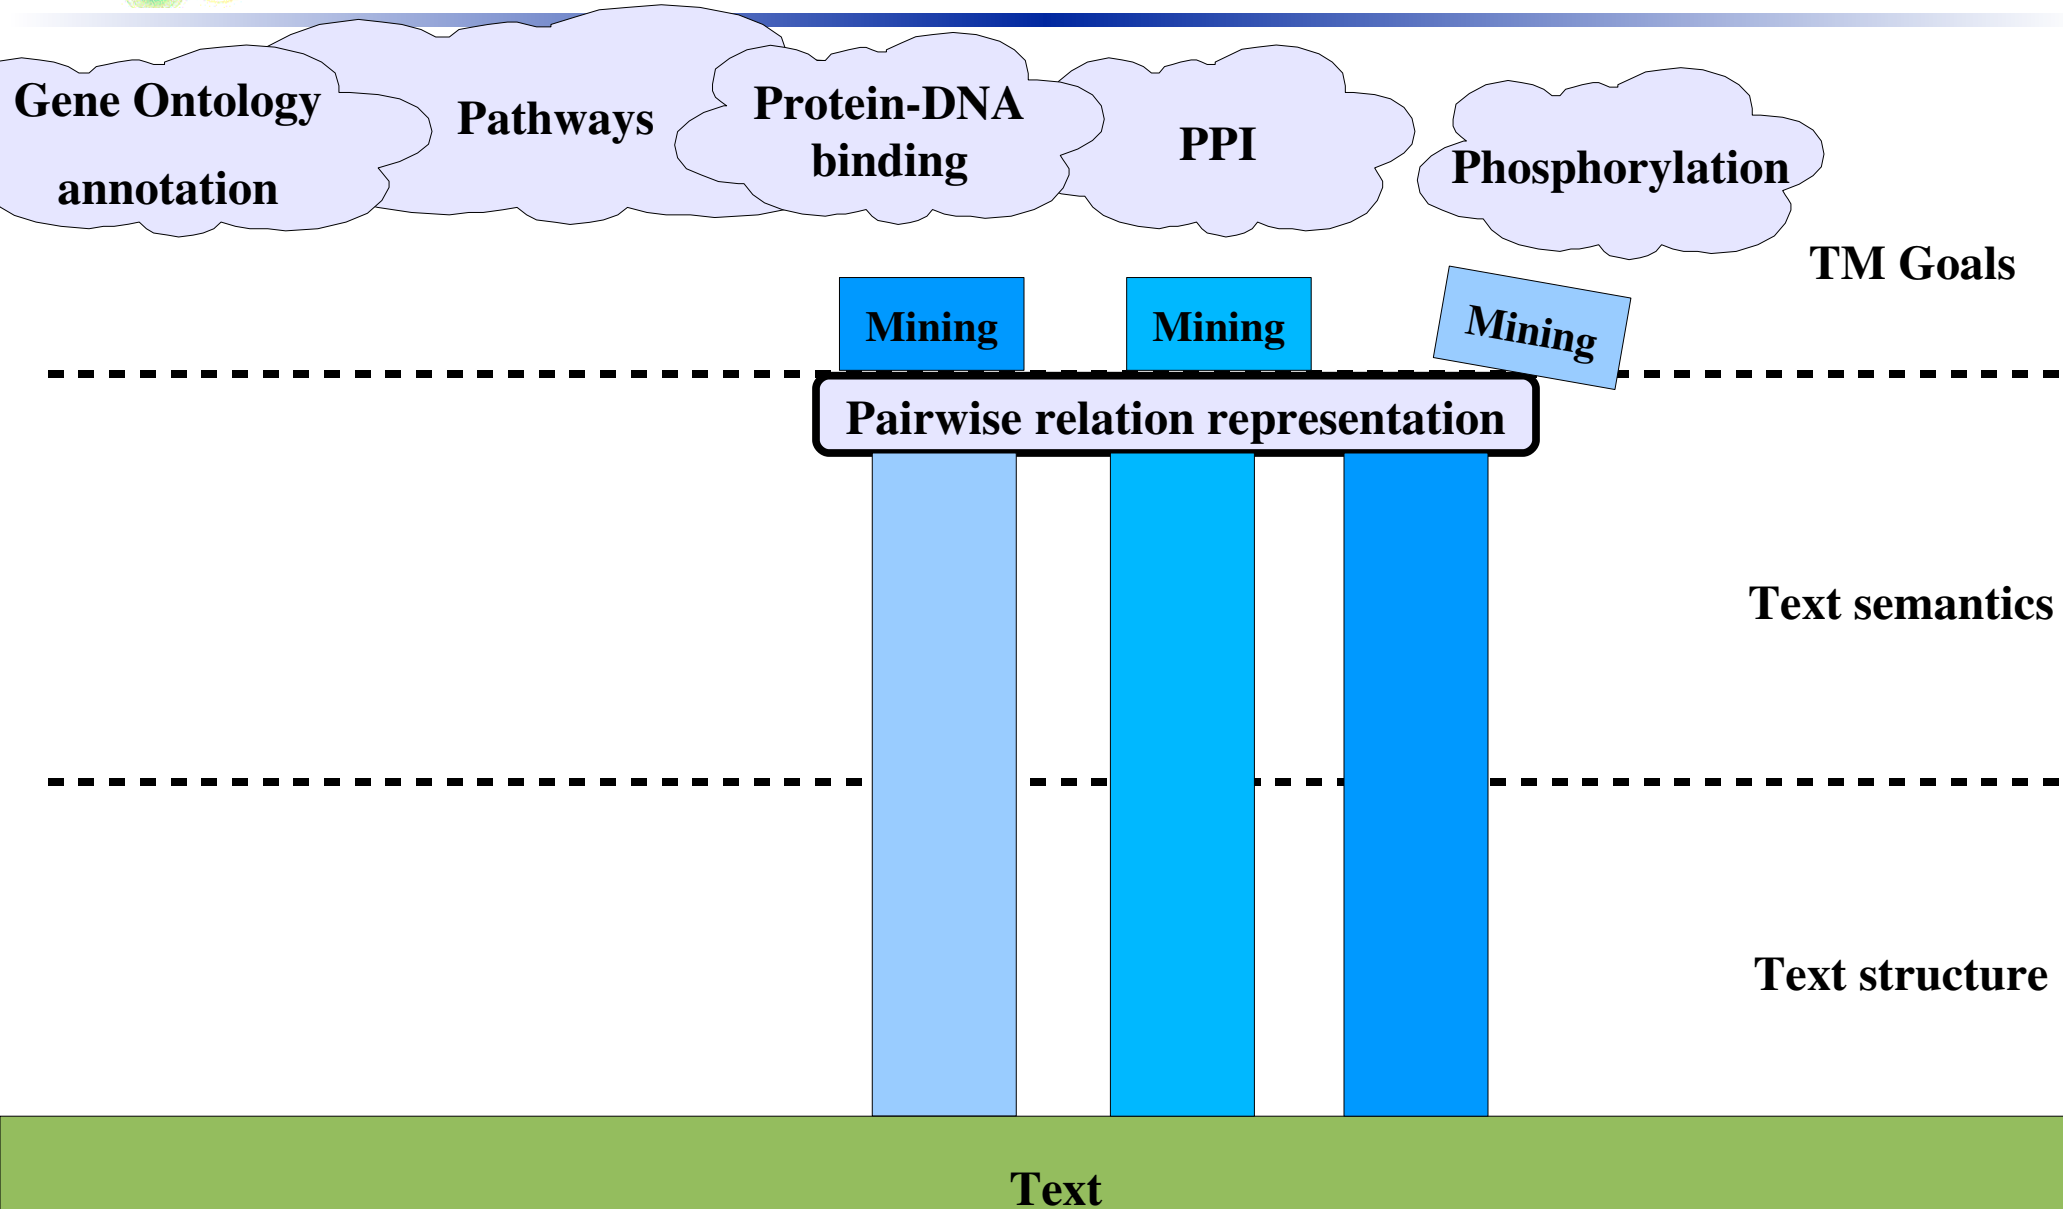 Gene Ontology
annotation
Pathways
Protein-DNA
binding
PPI
Phosphorylation
TM Goals
Mining
Mining
Mining
Pairwise relation representation
Text semantics
Text structure
Text